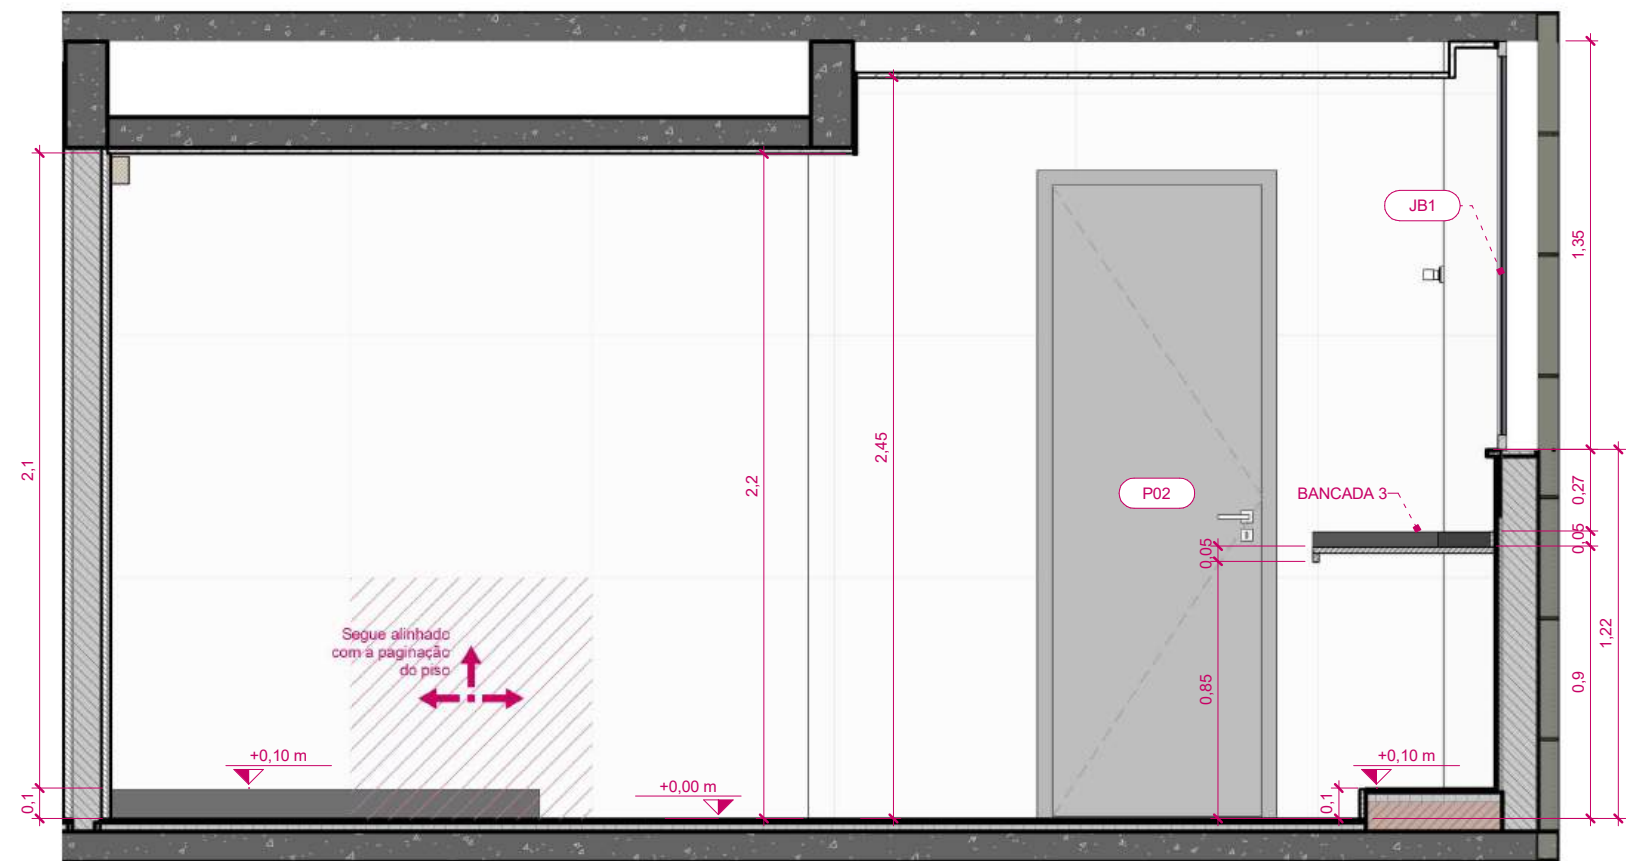 JB1
1,35
2,45
2,1
2,2
P02
BANCADA 3
0,27
0,05
0,05
1,22
Segue alinhado
com a paginação
do piso
0,85
0,9
+0,10 m
+0,00 m
+0,10 m
0,1
0,1